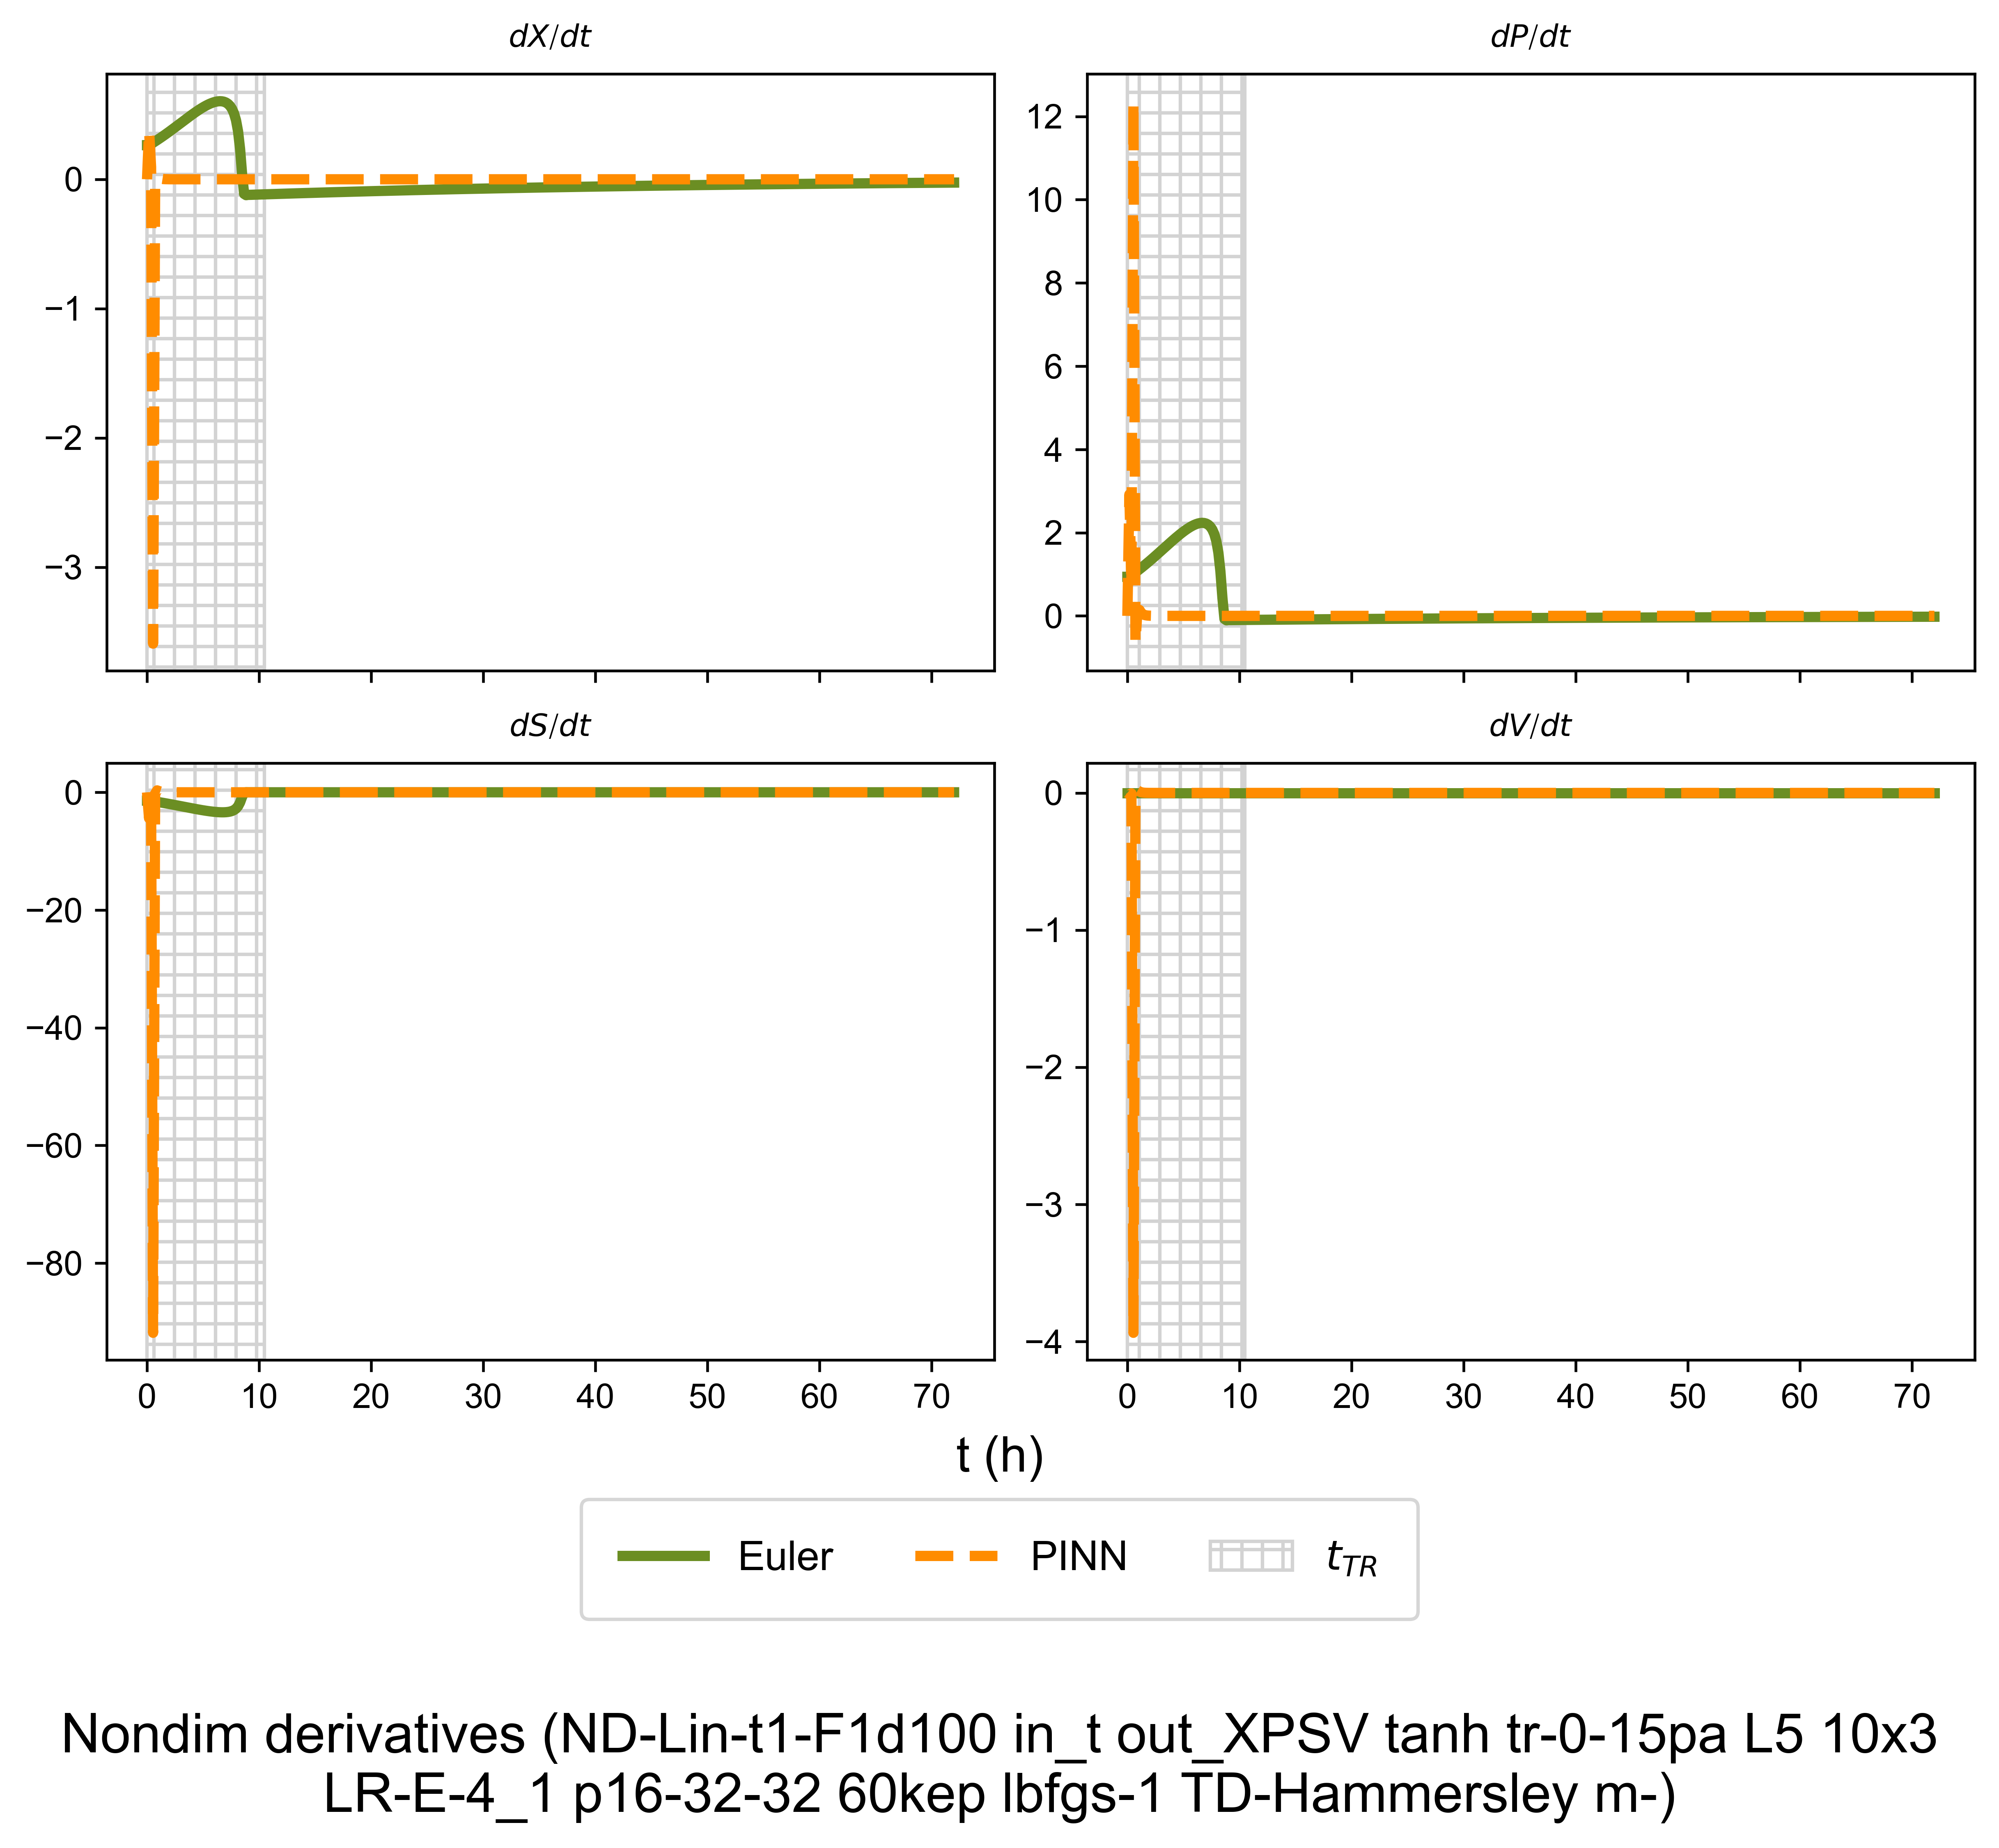 dX/dt
dP/dt
0
−1
−2
−3
12
10
8
6
4
2
0
dS/dt
dV/dt
0
−20
−40
−60
−80
0
−1
−2
−3
−4
0 10 20 30 40 50 60 70
0 10 20 30 40 50 60 70
t (h)
Euler PINN t_TR
Nondim derivatives (ND-Lin-t1-F1d100 in_t out_XPSV tanh tr-0-15pa L5 10x3
LR-E-4_1 p16-32-32 60kep lbfgs-1 TD-Hammersley m-)